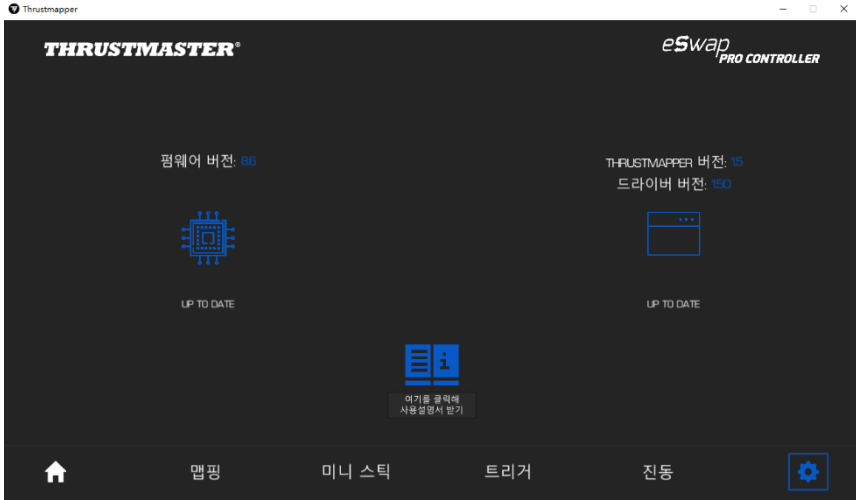 Thrustmapper
THRUSTMASTER®
eSwap
PRO CONTROLLER
펌웨어 버전: 86
THRUSTMAPPER 버전: 15
드라이버 버전: 150
UP TO DATE
UP TO DATE
여기를 클릭해
사용설명서 받기
맵핑
미니 스틱
트리거
진동